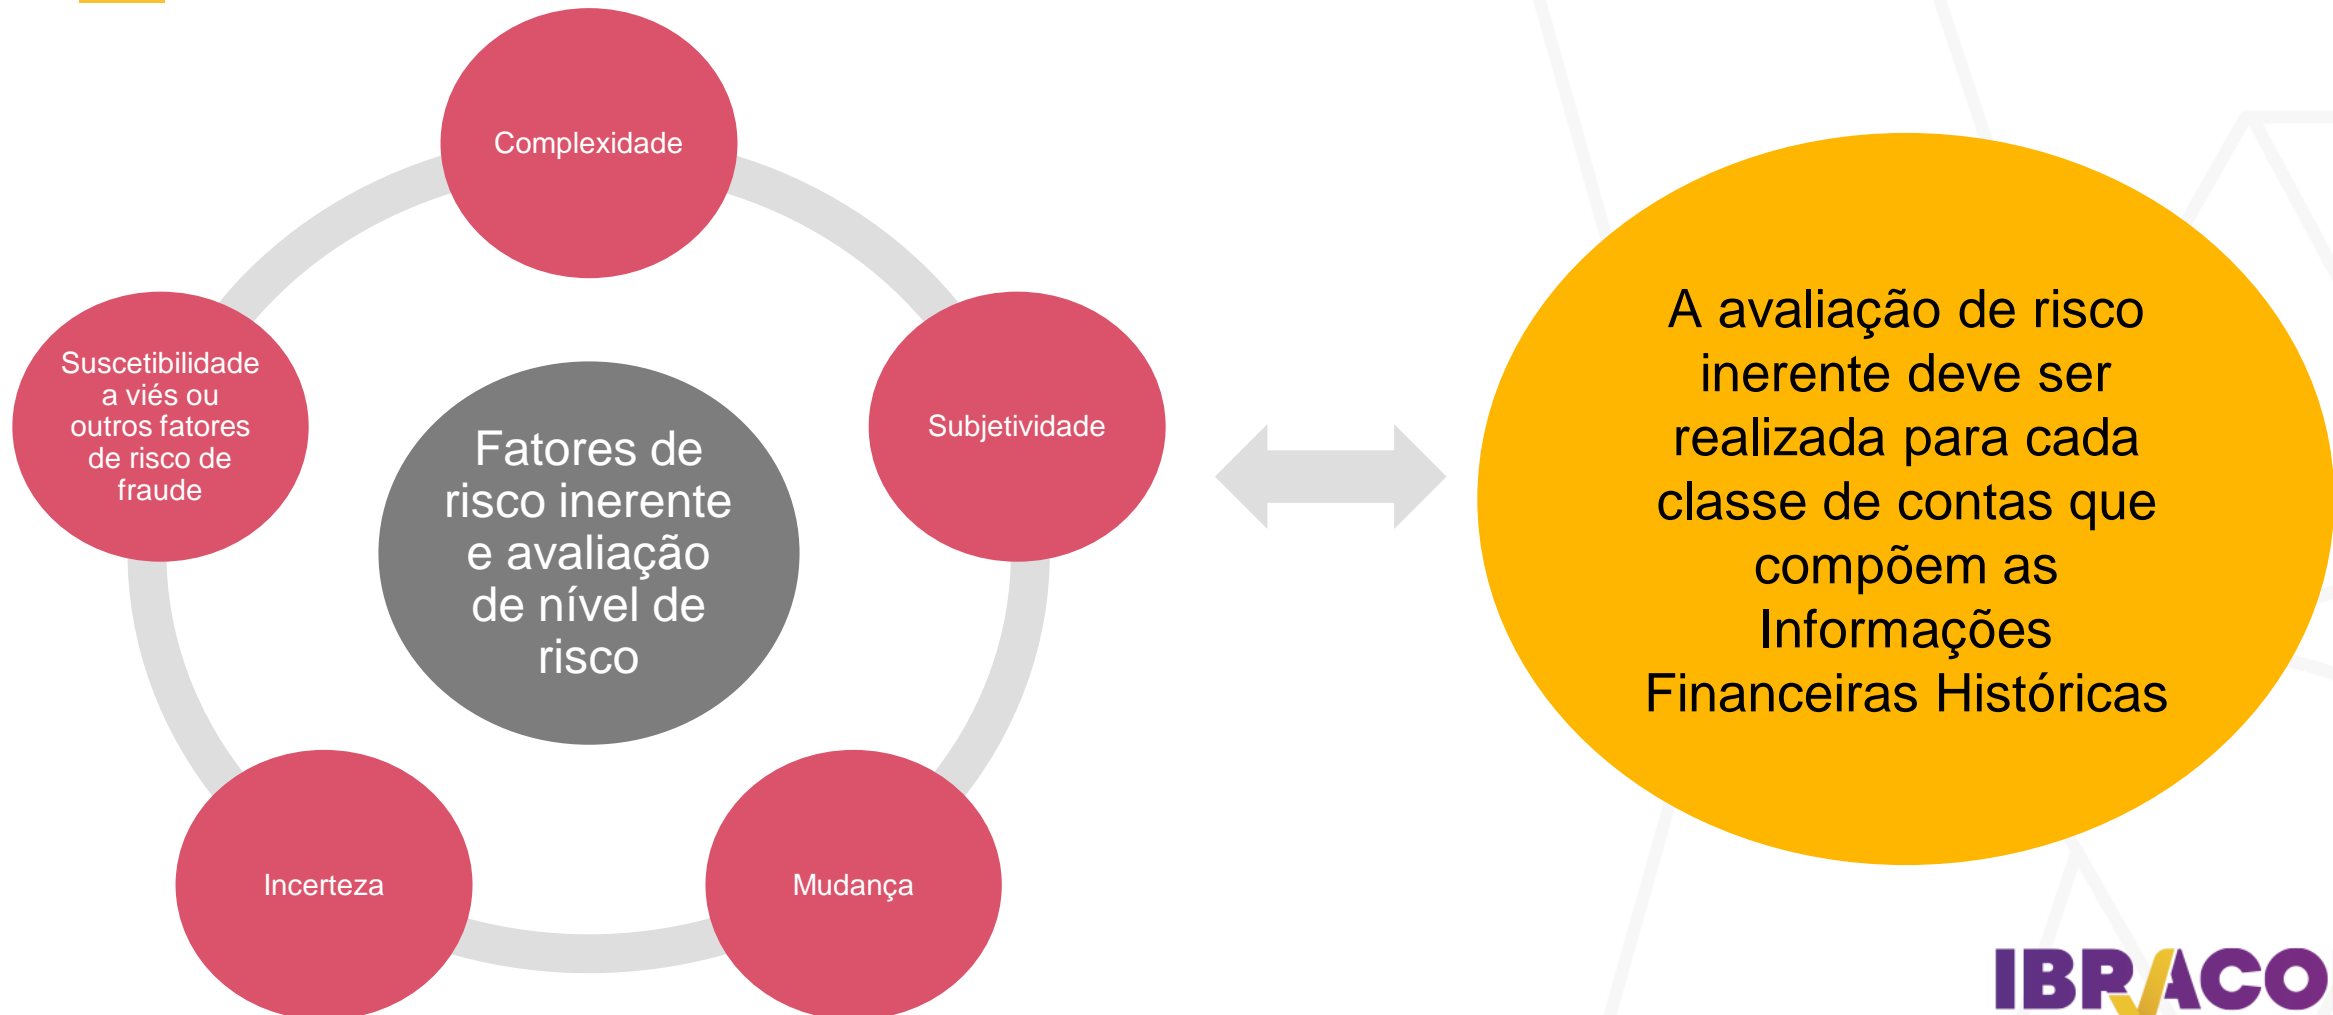 Complexidade
Suscetibilidade
a viés ou
outros fatores
de risco de
fraude
Subjetividade
Fatores de
risco inerente
e avaliação
de nível de
risco
Incerteza
Mudança
A avaliação de risco
inerente deve ser
realizada para cada
classe de contas que
compõem as
Informações
Financeiras Históricas
IBRACO